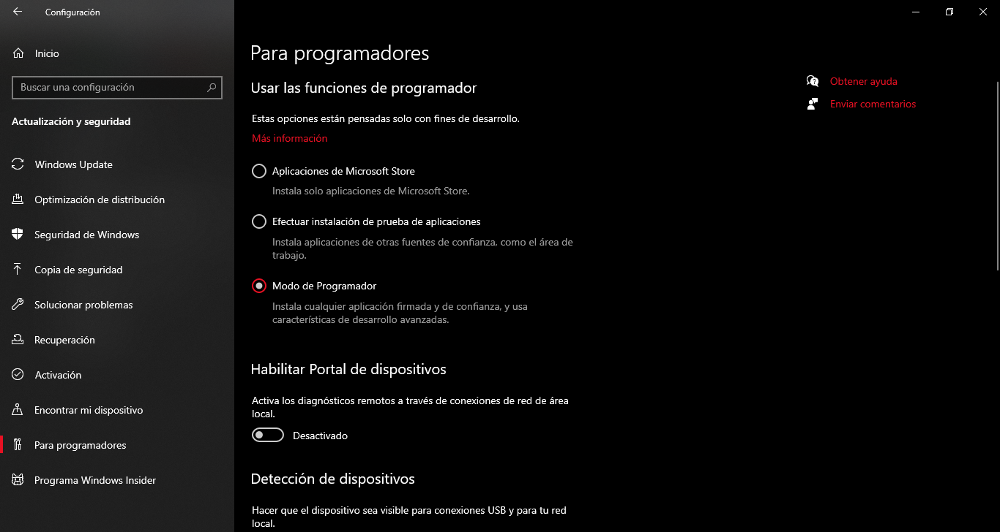 Configuración
Inicio
Buscar una configuración
Actualización y seguridad
Windows Update
Optimización de distribución
Seguridad de Windows
Copia de seguridad
Solucionar problemas
Recuperación
Activación
Encontrar mi dispositivo
Para programadores
Programa Windows Insider
Para programadores
Usar las funciones de programador
Estas opciones están pensadas solo con fines de desarrollo.
Más información
Aplicaciones de Microsoft Store
Instala solo aplicaciones de Microsoft Store.
Efectuar instalación de prueba de aplicaciones
Instala aplicaciones de otras fuentes de confianza, como el área de
trabajo.
Modo de Programador
Instala cualquier aplicación firmada y de confianza, y usa
características de desarrollo avanzadas.
Habilitar Portal de dispositivos
Activa los diagnósticos remotos a través de conexiones de red de área
local.
Desactivado
Detección de dispositivos
Hacer que el dispositivo sea visible para conexiones USB y para tu red
local.
Obtener ayuda
Enviar comentarios